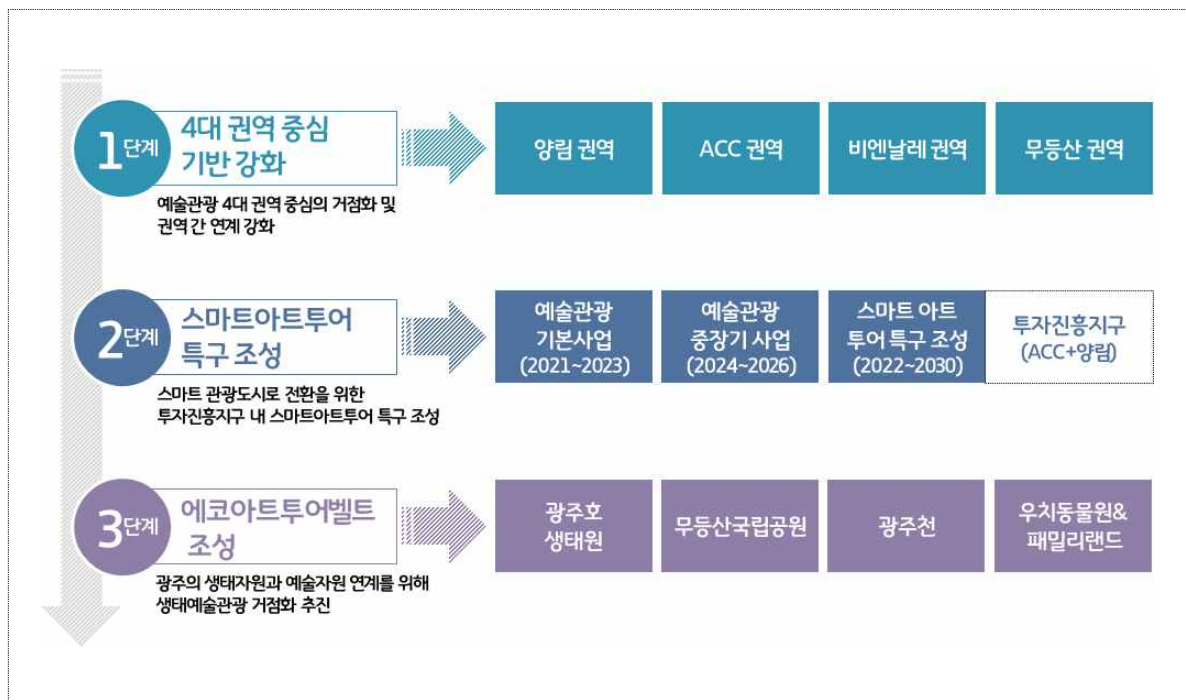 1단계
4대 권역 중심
기반 강화
예술관광 4대 권역 중심의 거점화 및
권역 간 연계 강화
양림 권역
ACC 권역
비엔날레 권역
무등산 권역
2단계
스마트아트투어
특구 조성
스마트 관광도시로 전환을 위한
투자진흥지구 내 스마트아트투어 특구 조성
예술관광
기본사업
(2021~2023)
예술관광
중장기 사업
(2024~2026)
스마트 아트
투어 특구 조성
(2022~2030)
투자진흥지구
(ACC+양림)
3단계
에코아트투어벨트
조성
광주의 생태자원과 예술자원 연계를 위해
생태예술관광 거점화 추진
광주호
생태원
무등산국립공원
광주천
우치동물원&
패밀리랜드